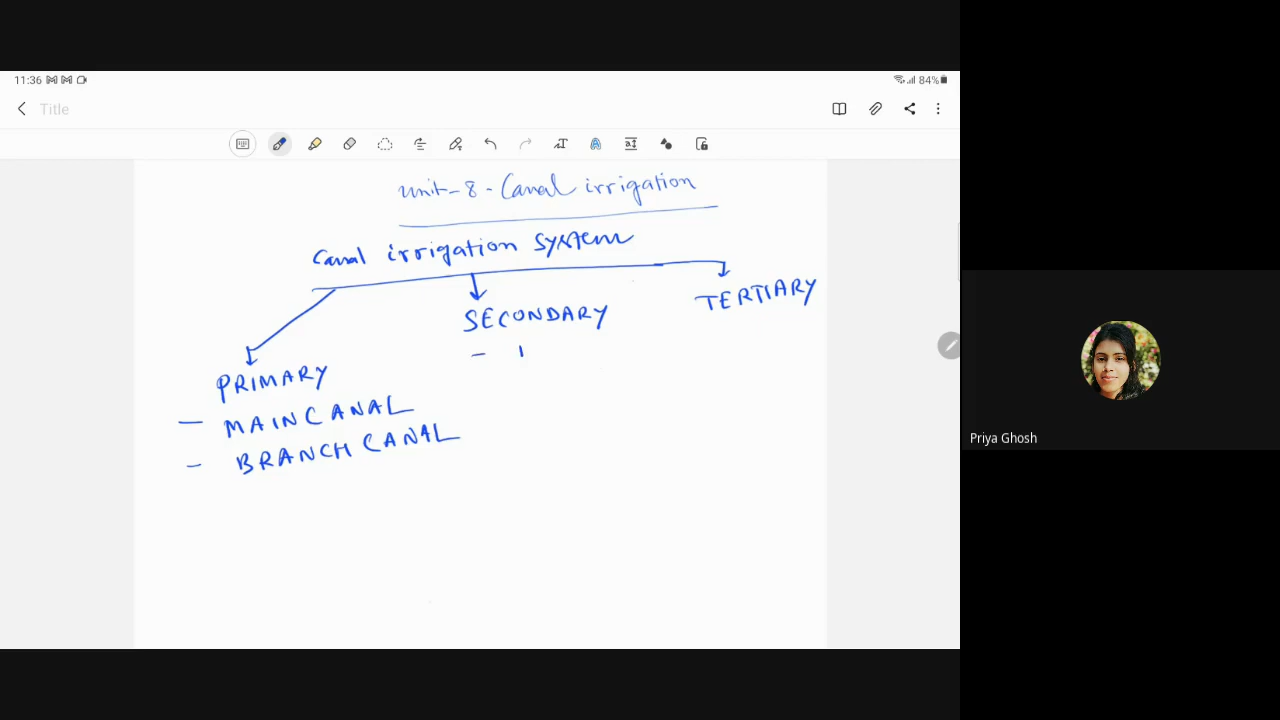 11:36
84%
Title
unit-8-Canal irrigation
Canal irrigation system
PRIMARY
- MAIN CANAL
- BRANCH CANAL
SECONDARY
-
TERTIARY
Priya Ghosh